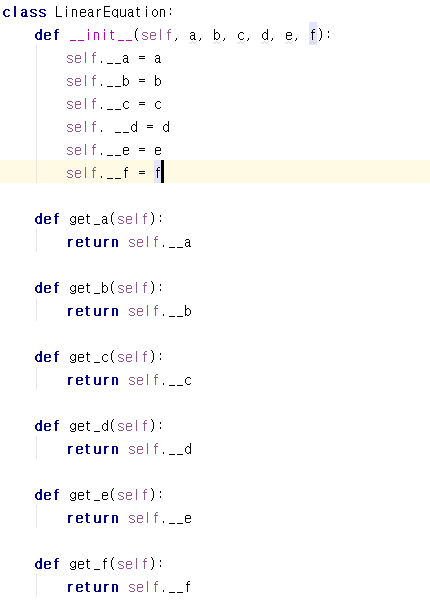 class LinearEquation:
    def __init__(self, a, b, c, d, e, f):
        self.__a = a
        self.__b = b
        self.__c = c
        self. __d = d
        self.__e = e
        self.__f = f
    def get_a(self):
        return self.__a
    def get_b(self):
        return self.__b
    def get_c(self):
        return self.__c
    def get_d(self):
        return self.__d
    def get_e(self):
        return self.__e
    def get_f(self):
        return self.__f